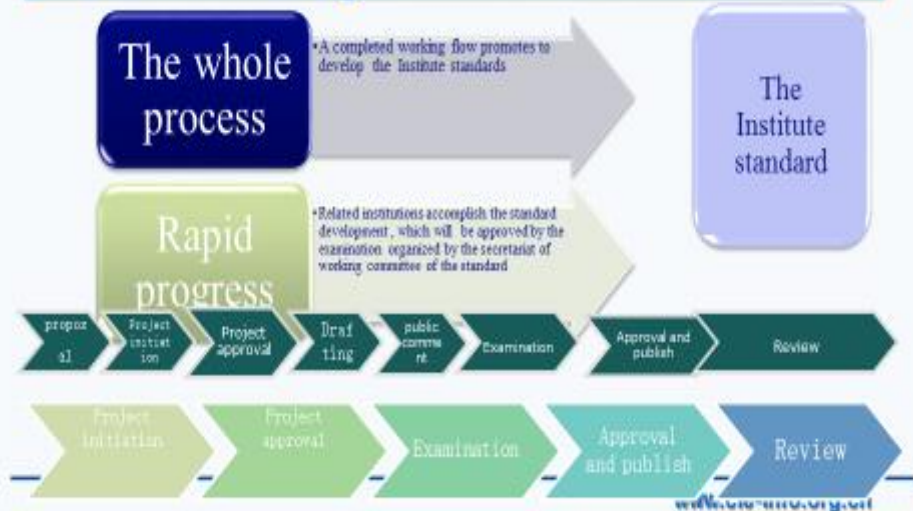 The whole
process
•A completed working flow promotes to
develop the Institute standards
The
Institute
standard
Rapid
progress
•Related institutions accomplish the standard
development , which will be approved by the
examination organized by the secretariat of
working committee of the standard
propos
al
Project
initiat
ion
Project
approval
Draf
ting
public
comme
nt
Examination
Approval and
publish
Review
Project
initiation
Project
approval
Examination
Approval
and publish
Review